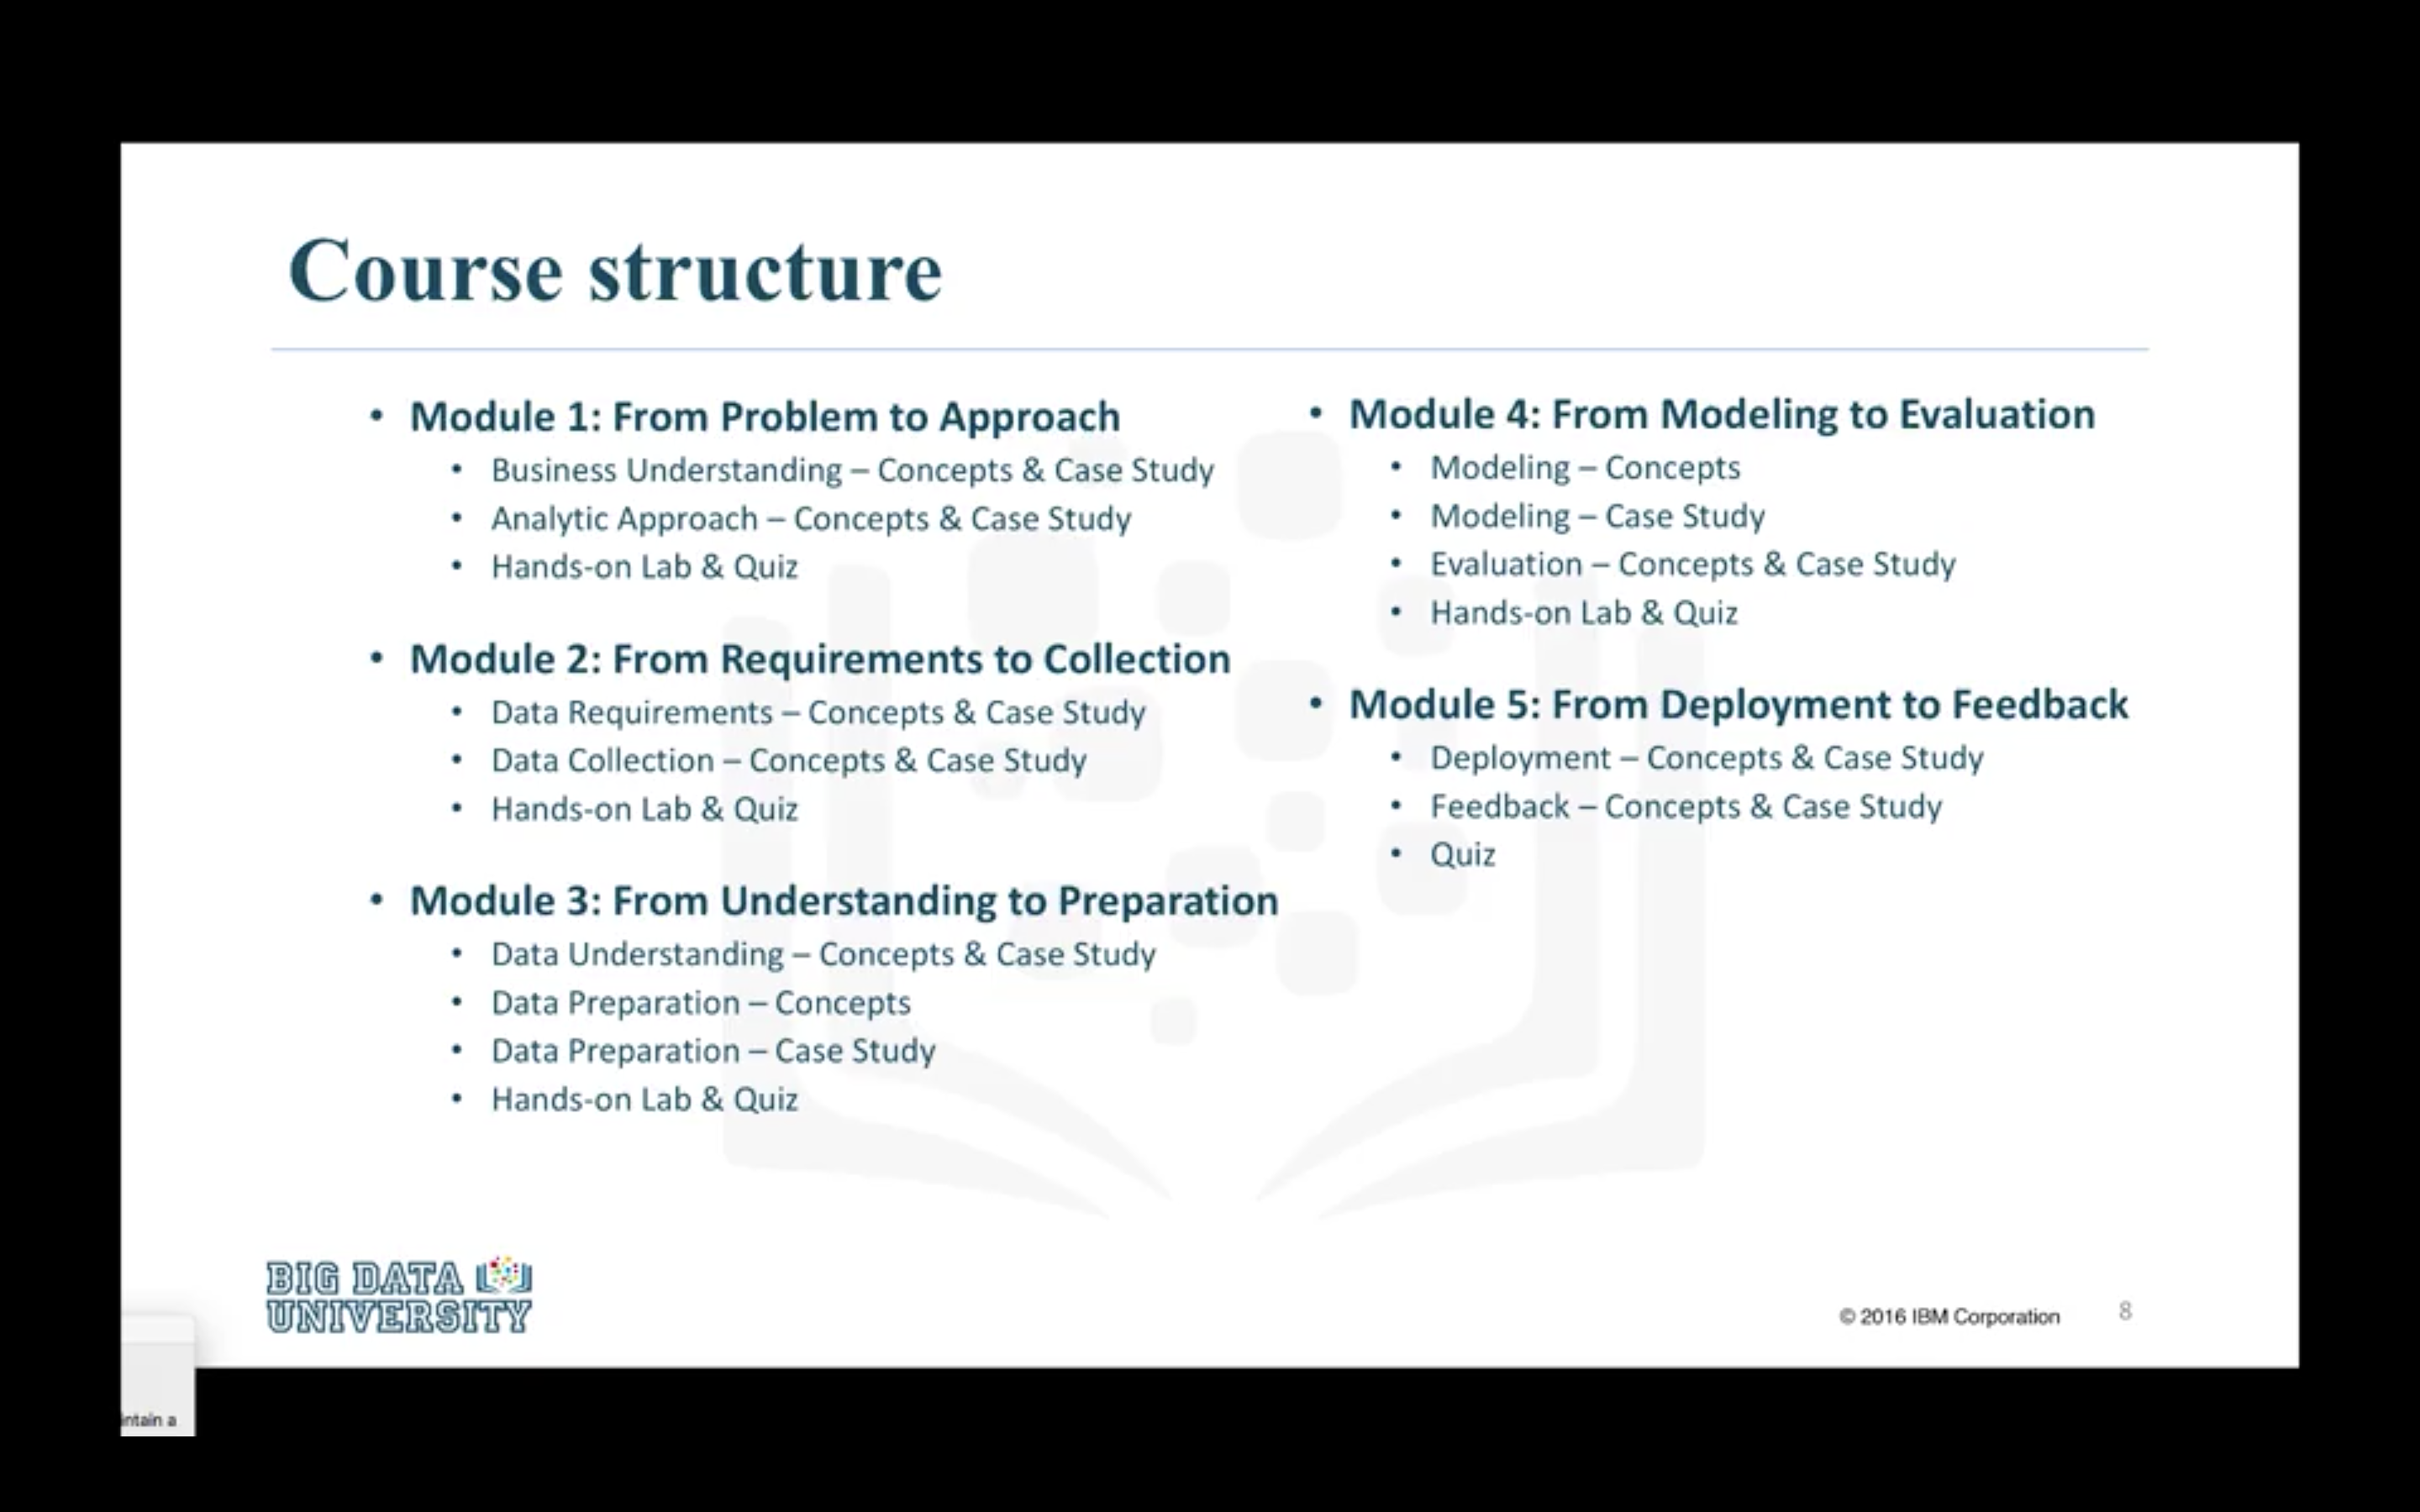 Course structure
• Module 1: From Problem to Approach
• Business Understanding – Concepts & Case Study
• Analytic Approach – Concepts & Case Study
• Hands-on Lab & Quiz
• Module 2: From Requirements to Collection
• Data Requirements – Concepts & Case Study
• Data Collection – Concepts & Case Study
• Hands-on Lab & Quiz
• Module 3: From Understanding to Preparation
• Data Understanding – Concepts & Case Study
• Data Preparation – Concepts
• Data Preparation – Case Study
• Hands-on Lab & Quiz
• Module 4: From Modeling to Evaluation
• Modeling – Concepts
• Modeling – Case Study
• Evaluation – Concepts & Case Study
• Hands-on Lab & Quiz
• Module 5: From Deployment to Feedback
• Deployment – Concepts & Case Study
• Feedback – Concepts & Case Study
• Quiz
BIG DATA
UNIVERSITY
© 2016 IBM Corporation 8
ntain a